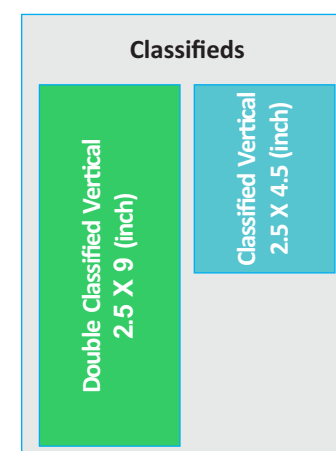 Classifieds
Double Classified Vertical
2.5 X 9 (inch)
Classified Vertical
2.5 X 4.5 (inch)